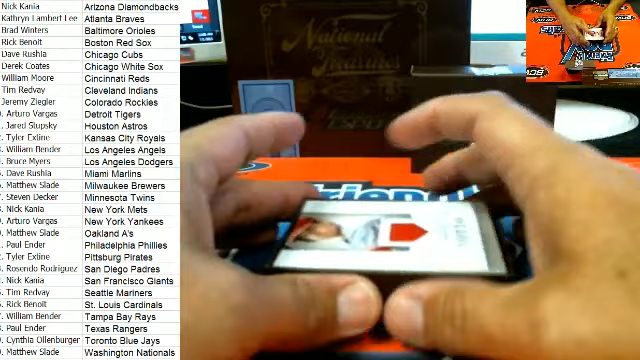 Nick Kania Arizona Diamondbacks
Kathryn Lambert Lee Atlanta Braves
Brad Winters Baltimore Orioles
Rick Benoit Boston Red Sox
Dave Rushia Chicago Cubs
Derek Coates Chicago White Sox
William Moore Cincinnati Reds
Tim Redvay Cleveland Indians
Jeremy Ziegler Colorado Rockies
Arturo Vargas Detroit Tigers
Jared Stupsky Houston Astros
Tyler Extine Kansas City Royals
William Bender Los Angeles Angels
Bruce Myers Los Angeles Dodgers
Dave Rushia Miami Marlins
Matthew Slade Milwaukee Brewers
Steven Decker Minnesota Twins
Nick Kania New York Mets
Arturo Vargas New York Yankees
Matthew Slade Oakland A's
Paul Ender Philadelphia Phillies
Tyler Extine Pittsburg Pirates
Rosendo Rodriguez San Diego Padres
Nick Kania San Francisco Giants
Tim Redvay Seattle Mariners
Rick Benoit St. Louis Cardinals
William Bender Tampa Bay Rays
Paul Ender Texas Rangers
Cynthia Ollenburger Toronto Blue Jays
Matthew Slade Washington Nationals
National
Treasures